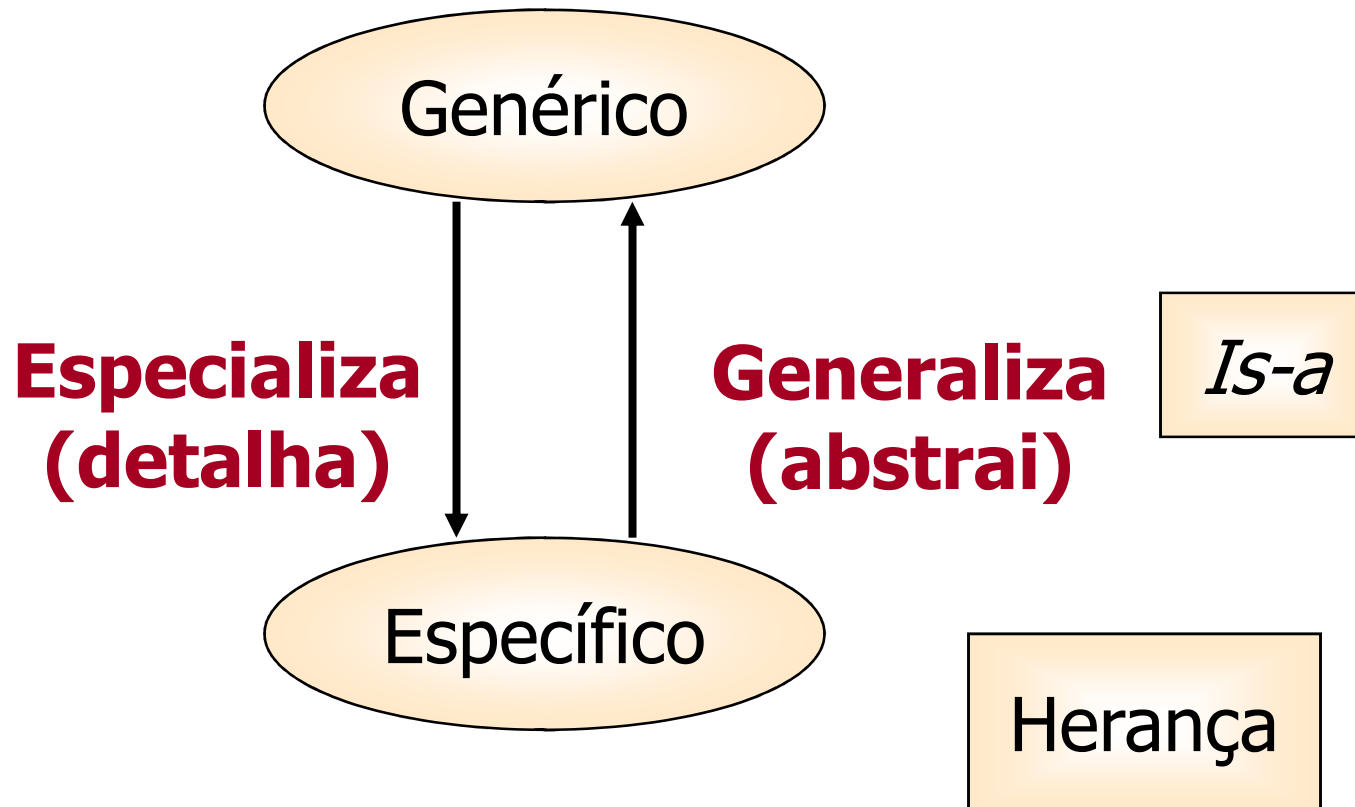 Genérico
Especializa
(detalha)
Generaliza
(abstrai)
Is-a
Específico
Herança